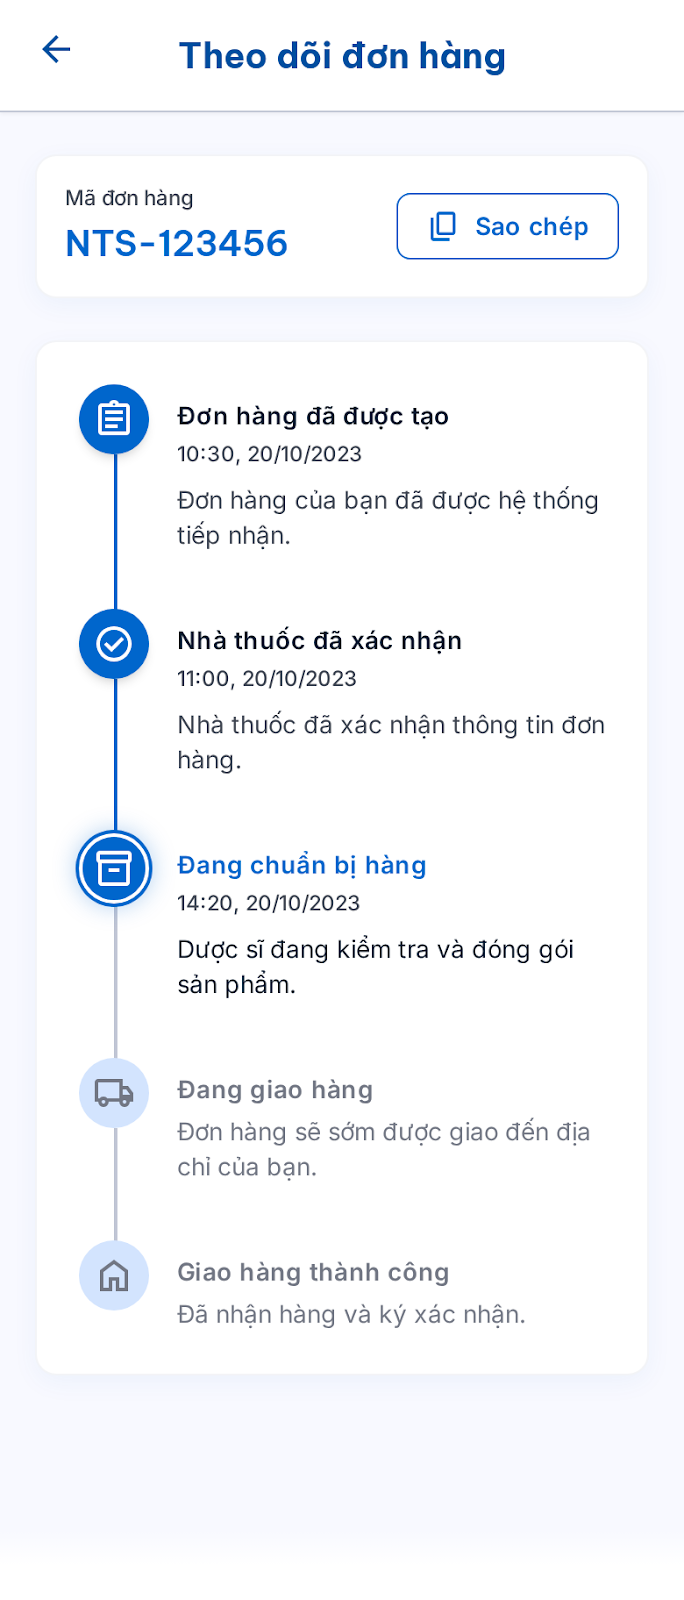 Theo dõi đơn hàng
Mã đơn hàng
NTS-123456
Sao chép
Đơn hàng đã được tạo
10:30, 20/10/2023
Đơn hàng của bạn đã được hệ thống
tiếp nhận.
Nhà thuốc đã xác nhận
11:00, 20/10/2023
Nhà thuốc đã xác nhận thông tin đơn
hàng.
Đang chuẩn bị hàng
14:20, 20/10/2023
Dược sĩ đang kiểm tra và đóng gói
sản phẩm.
Đang giao hàng
Đơn hàng sẽ sớm được giao đến địa
chỉ của bạn.
Giao hàng thành công
Đã nhận hàng và ký xác nhận.